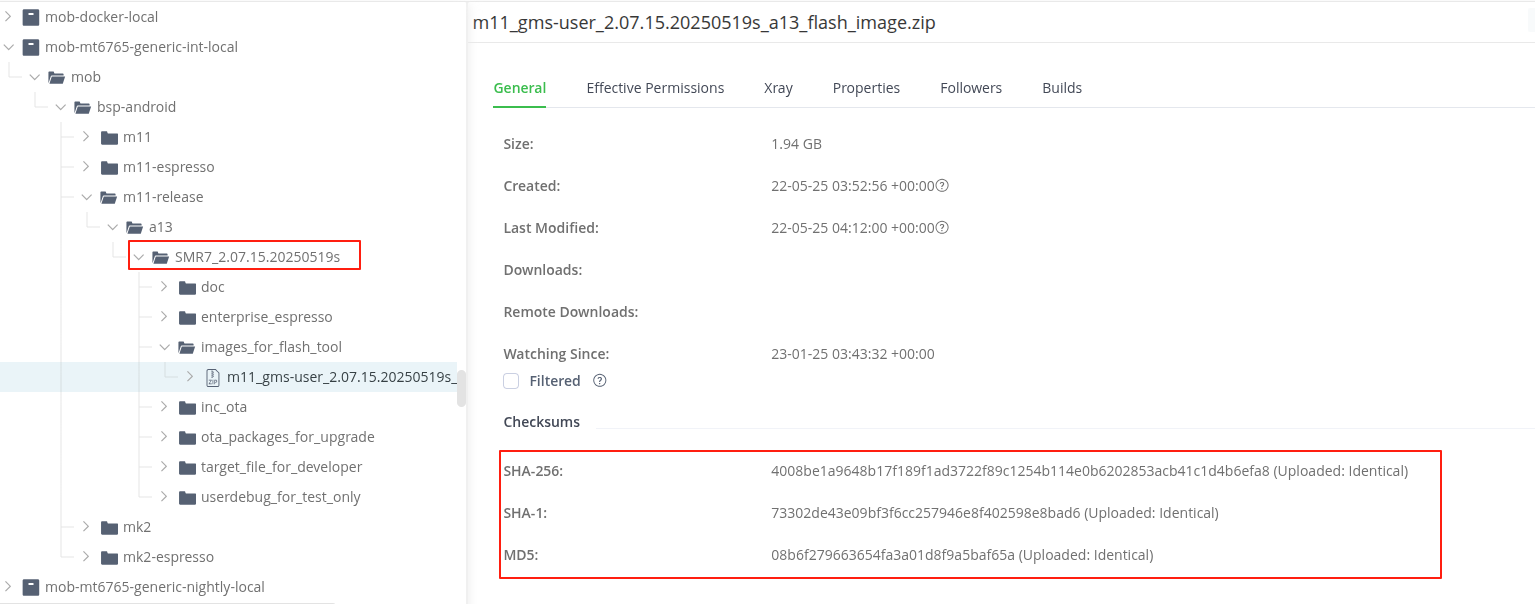 mob-docker-local
mob-mt6765-generic-int-local
mob
bsp-android
m11
m11-espresso
m11-release
a13
SMR7_2.07.15.20250519s
doc
enterprise_espresso
images_for_flash_tool
m11_gms-user_2.07.15.20250519s_
inc_ota
ota_packages_for_upgrade
target_file_for_developer
userdebug_for_test_only
mk2
mk2-espresso
mob-mt6765-generic-nightly-local
m11_gms-user_2.07.15.20250519s_a13_flash_image.zip
General Effective Permissions Xray Properties Followers Builds
Size: 1.94 GB
Created: 22-05-25 03:52:56 +00:00
Last Modified: 22-05-25 04:12:00 +00:00
Downloads:
Remote Downloads:
Watching Since: 23-01-25 03:43:32 +00:00
Filtered
Checksums
SHA-256: 4008be1a9648b17f189f1ad3722f89c1254b114e0b6202853acb41c1d4b6efa8 (Uploaded: Identical)
SHA-1: 73302de43e09bf3f6cc257946e8f402598e8bad6 (Uploaded: Identical)
MD5: 08b6f279663654fa3a01d8f9a5baf65a (Uploaded: Identical)